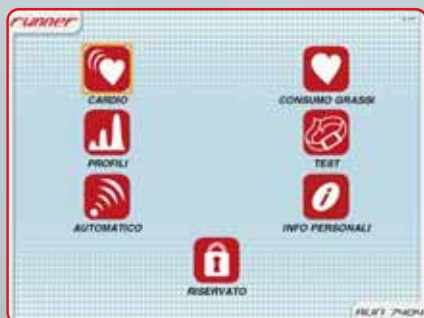 runner
CARDIO
CONSUMO GRASSI
PROFILI
TEST
AUTOMATICO
INFO PERSONALI
RISERVATO
RUN 7404